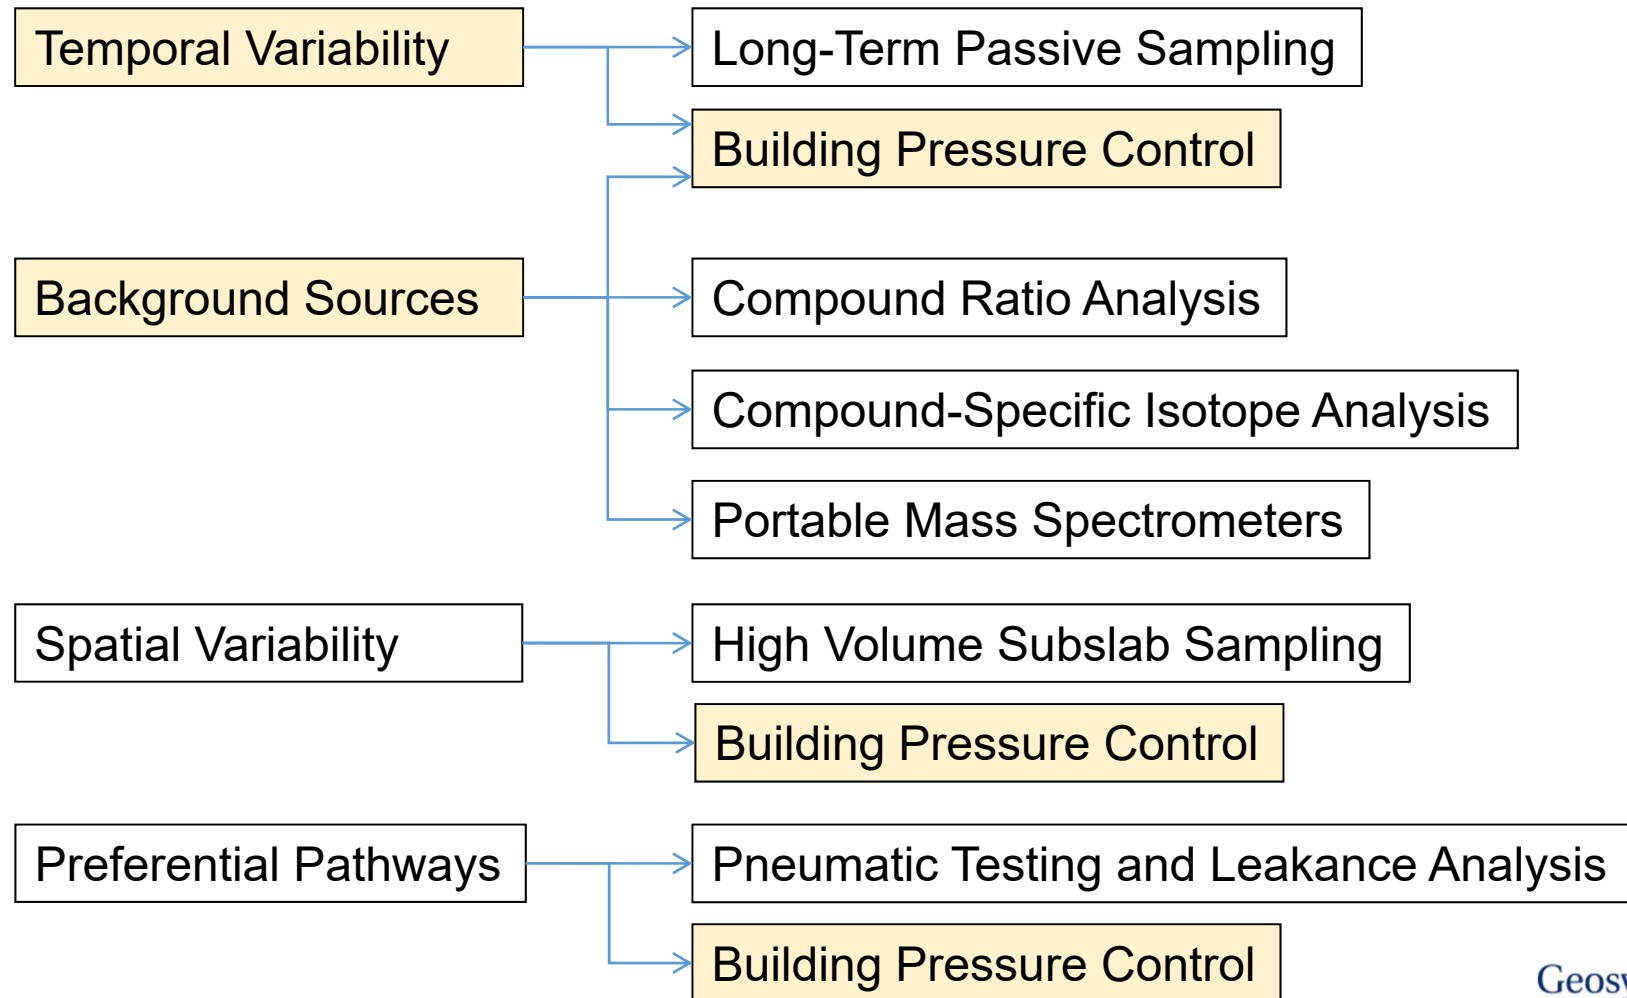 Temporal Variability
Long-Term Passive Sampling
Building Pressure Control
Background Sources
Compound Ratio Analysis
Compound-Specific Isotope Analysis
Portable Mass Spectrometers
Spatial Variability
High Volume Subslab Sampling
Building Pressure Control
Preferential Pathways
Pneumatic Testing and Leakance Analysis
Building Pressure Control